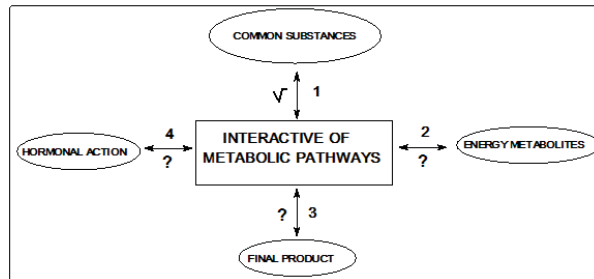 COMMON SUBSTANCES
√ 1
4
HORMONAL ACTION
?
INTERACTIVE OF
METABOLIC PATHWAYS
2
?
ENERGY METABOLITES
? 3
FINAL PRODUCT